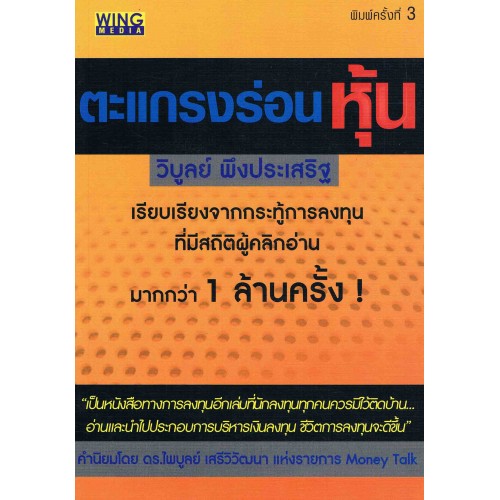 WING
MEDIA
พิมพ์ครั้งที่ 3
ตะแกรงร่อนหุ้น
วิบูลย์ พึงประเสริฐ
เรียบเรียงจากกระทู้การลงทุน
ที่มีสถิติผู้คลิกอ่าน
มากกว่า 1 ล้านครั้ง !
“เป็นหนังสือทางการลงทุนอีกเล่มที่นักลงทุนทุกคนควรมีไว้ติดบ้าน...
อ่านและนำไปประกอบการบริหารเงินลงทุน ชีวิตการลงทุนจะดีขึ้น”
คำนิยมโดย ดร.ไพบูลย์ เสรีวิวัฒนา แห่งรายการ Money Talk